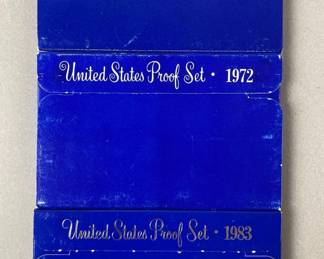 United States Proof Set · 1972
United States Proof Set · 1983